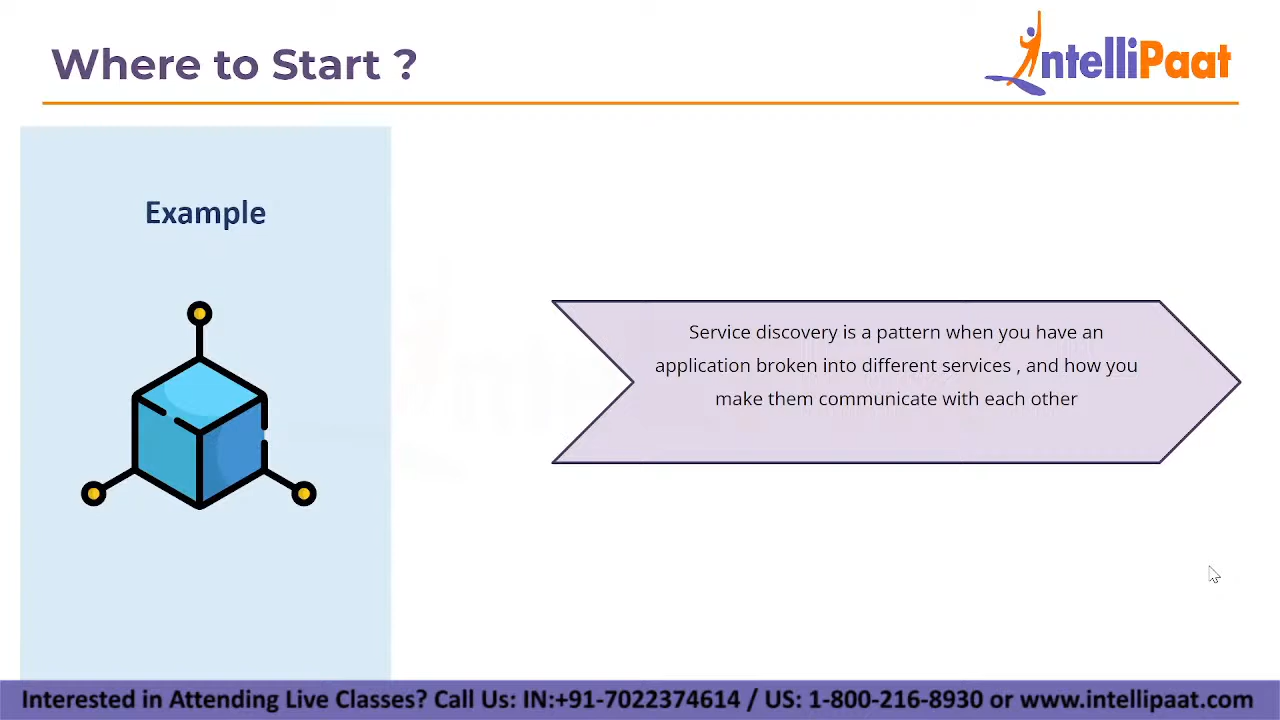 Where to Start ?
IntelliPaat
Example
Service discovery is a pattern when you have an
application broken into different services , and how you
make them communicate with each other
Interested in Attending Live Classes? Call Us: IN:+91-7022374614 / US: 1-800-216-8930 or www.intellipaat.com